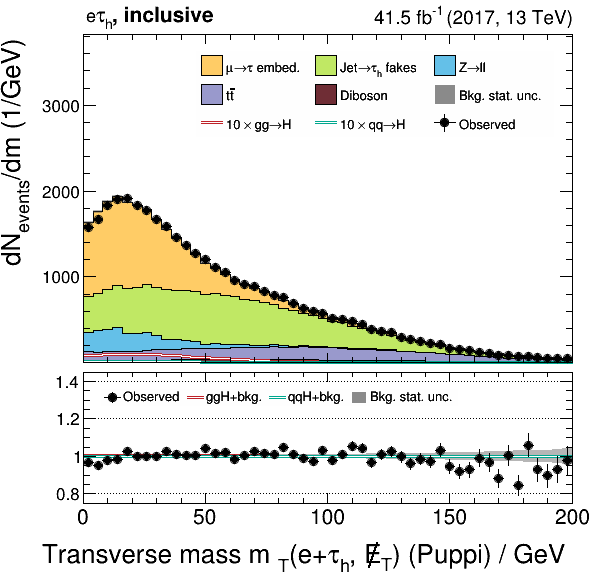 eτh, inclusive 41.5 fb⁻¹ (2017, 13 TeV)
dNevents/dm (1/GeV)
3000
2000
1000
μ→τ embed. Jet→τh fakes Z→ll
tt̅ Diboson Bkg. stat. unc.
10 × gg→H 10 × qq→H Observed
1.4
1.2
1
0.8
Observed ggH+bkg. qqH+bkg. Bkg. stat. unc.
0 50 100 150 200
Transverse mass m T(e+τh, E̸T) (Puppi) / GeV